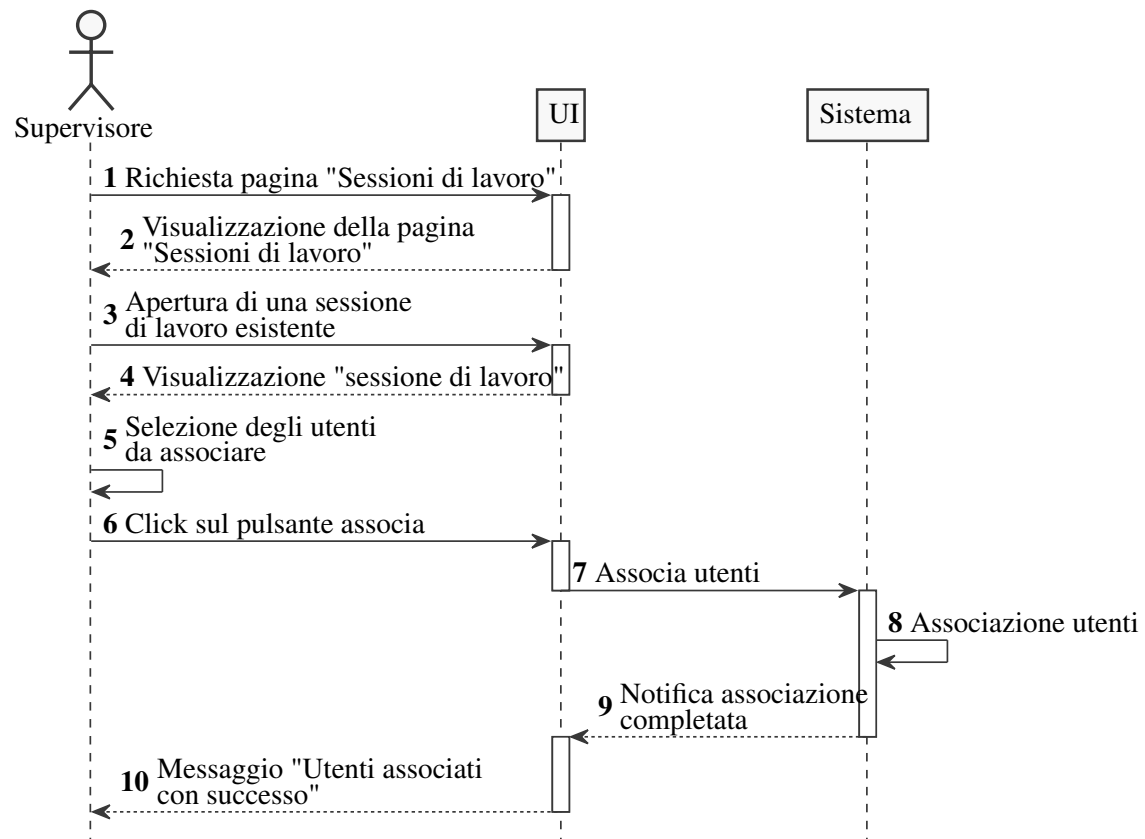 Supervisore
UI
Sistema
1 Richiesta pagina "Sessioni di lavoro"
2 Visualizzazione della pagina
"Sessioni di lavoro"
3 Apertura di una sessione
di lavoro esistente
4 Visualizzazione "sessione di lavoro"
5 Selezione degli utenti
da associare
6 Click sul pulsante associa
7 Associa utenti
8 Associazione utenti
9 Notifica associazione
completata
10 Messaggio "Utenti associati
con successo"